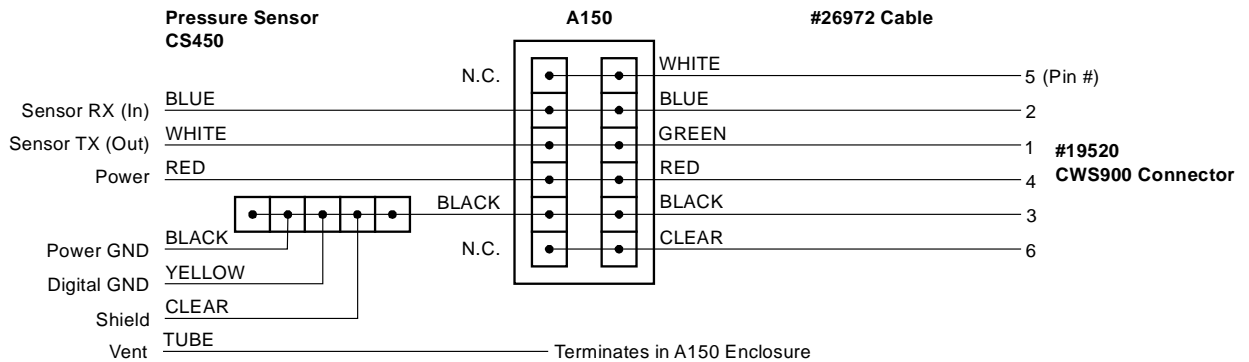 Pressure Sensor CS450
A150
#26972 Cable
N.C.
WHITE
5 (Pin #)
Sensor RX (In)
BLUE
BLUE
2
Sensor TX (Out)
WHITE
GREEN
1
#19520
CWS900 Connector
Power
RED
RED
4
BLACK
BLACK
3
Power GND
BLACK
N.C.
CLEAR
6
Digital GND
YELLOW
Shield
CLEAR
Vent
TUBE
Terminates in A150 Enclosure